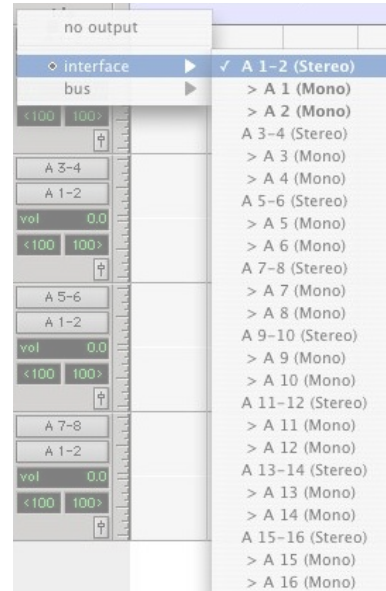 no output
interface
bus
<100 100>
A 3-4
A 1-2
vol 0.0
<100 100>
A 5-6
A 1-2
vol 0.0
<100 100>
A 7-8
A 1-2
vol 0.0
<100 100>
✓ A 1-2 (Stereo)
> A 1 (Mono)
> A 2 (Mono)
A 3-4 (Stereo)
> A 3 (Mono)
> A 4 (Mono)
A 5-6 (Stereo)
> A 5 (Mono)
> A 6 (Mono)
A 7-8 (Stereo)
> A 7 (Mono)
> A 8 (Mono)
A 9-10 (Stereo)
> A 9 (Mono)
> A 10 (Mono)
A 11-12 (Stereo)
> A 11 (Mono)
> A 12 (Mono)
A 13-14 (Stereo)
> A 13 (Mono)
> A 14 (Mono)
A 15-16 (Stereo)
> A 15 (Mono)
> A 16 (Mono)